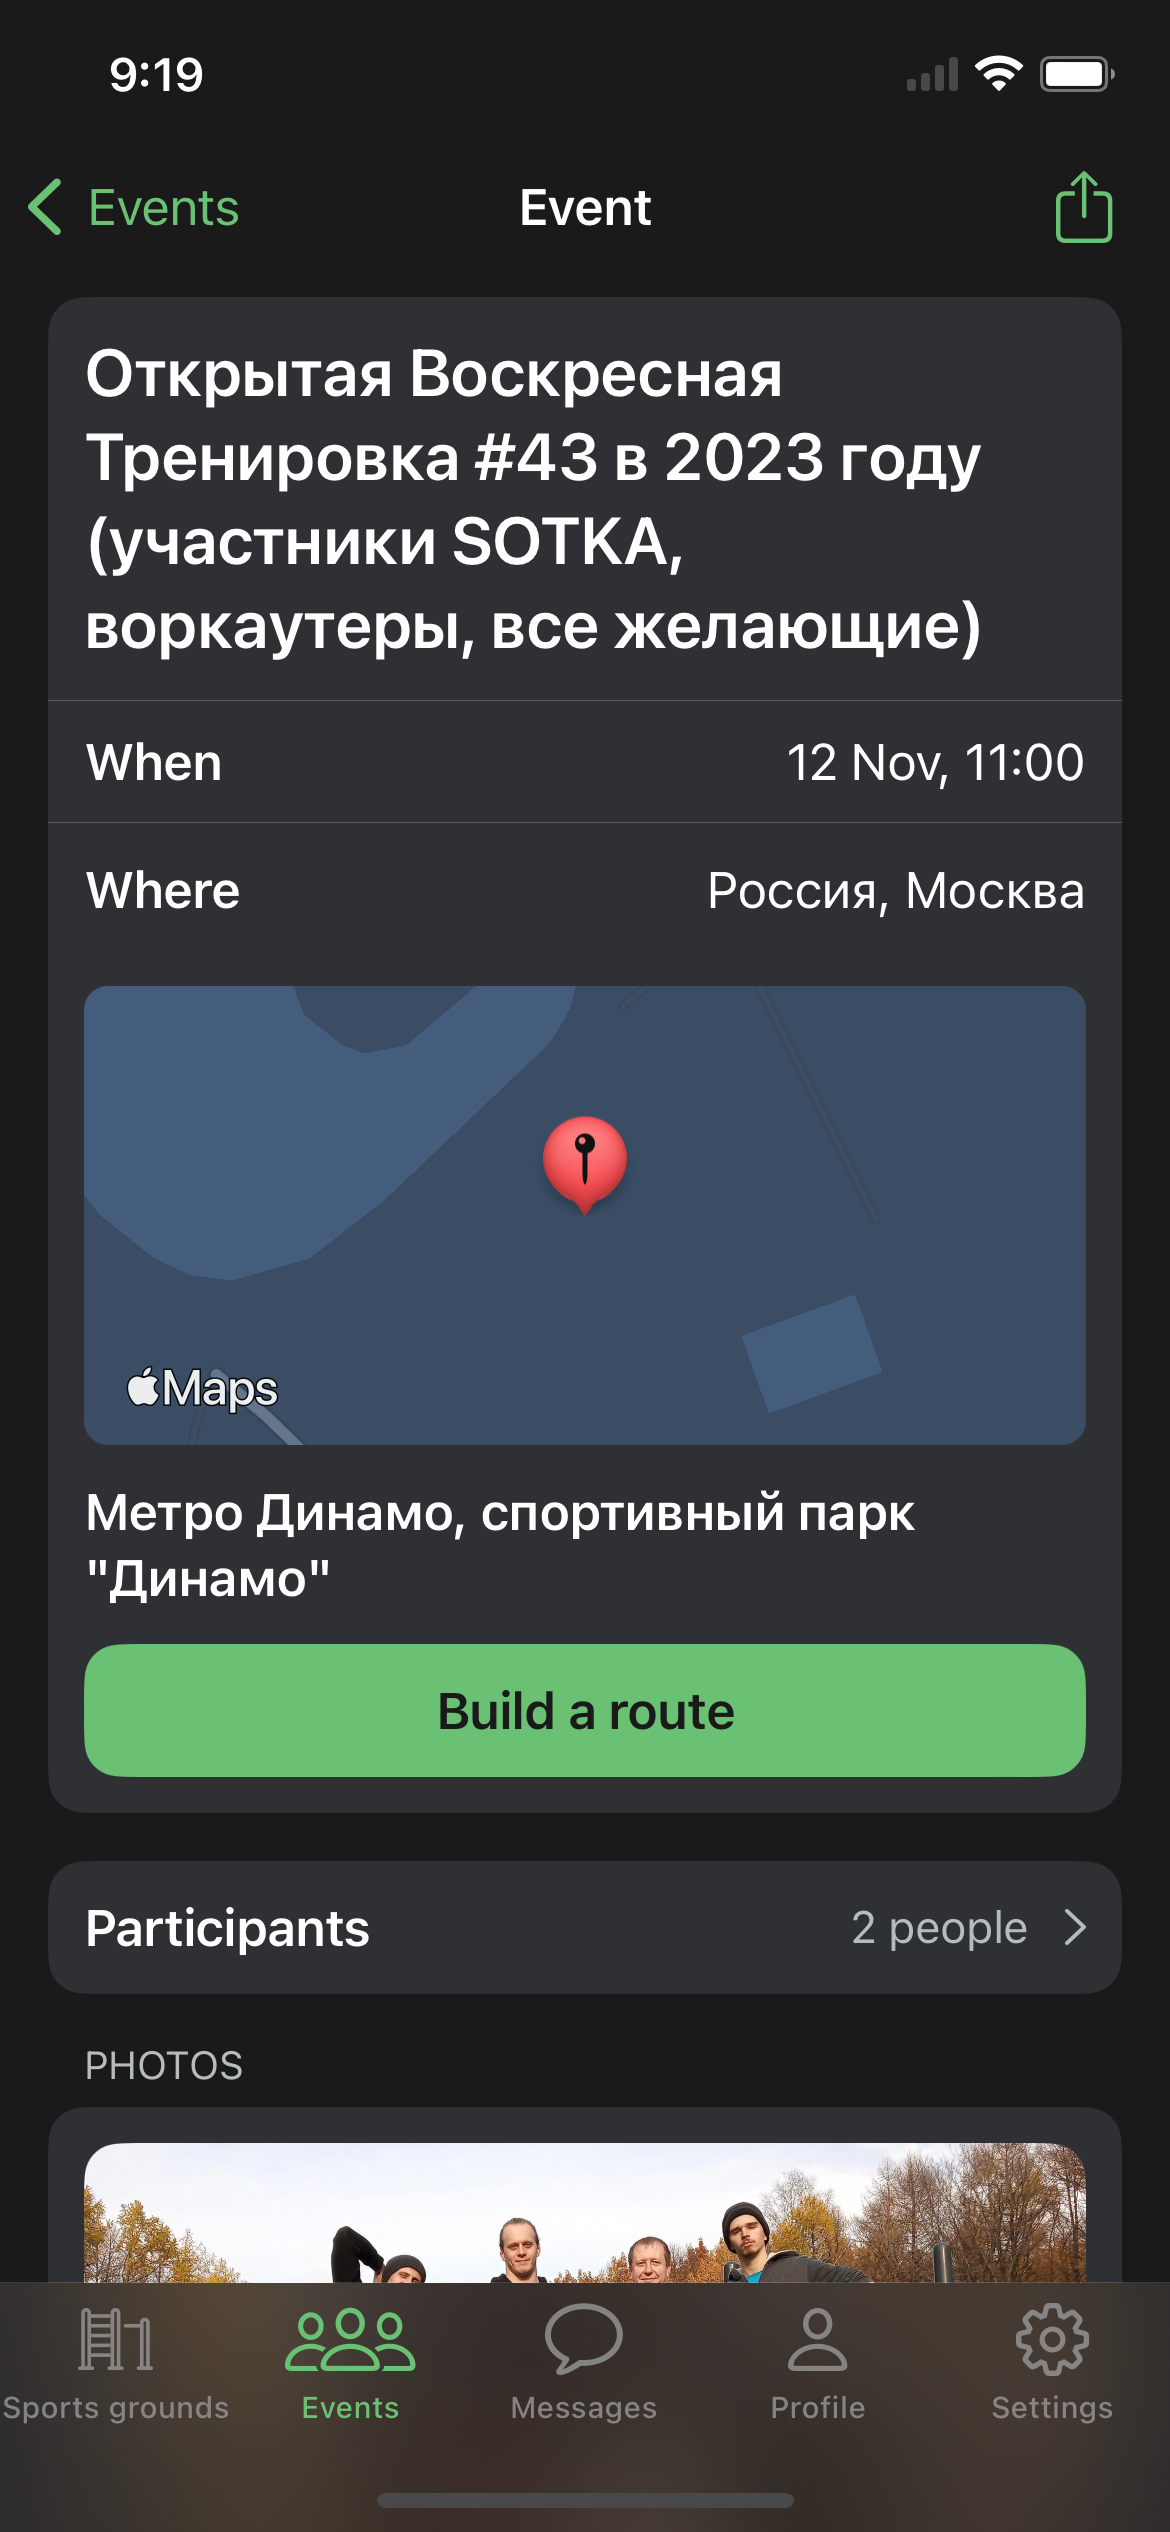 9:19
Events
Event
Открытая Воскресная
Тренировка #43 в 2023 году
(участники SOTKA,
воркаутеры, все желающие)
When
12 Nov, 11:00
Where
Россия, Москва
Maps
Метро Динамо, спортивный парк
"Динамо"
Build a route
Participants
2 people
PHOTOS
Sports grounds
Events
Messages
Profile
Settings